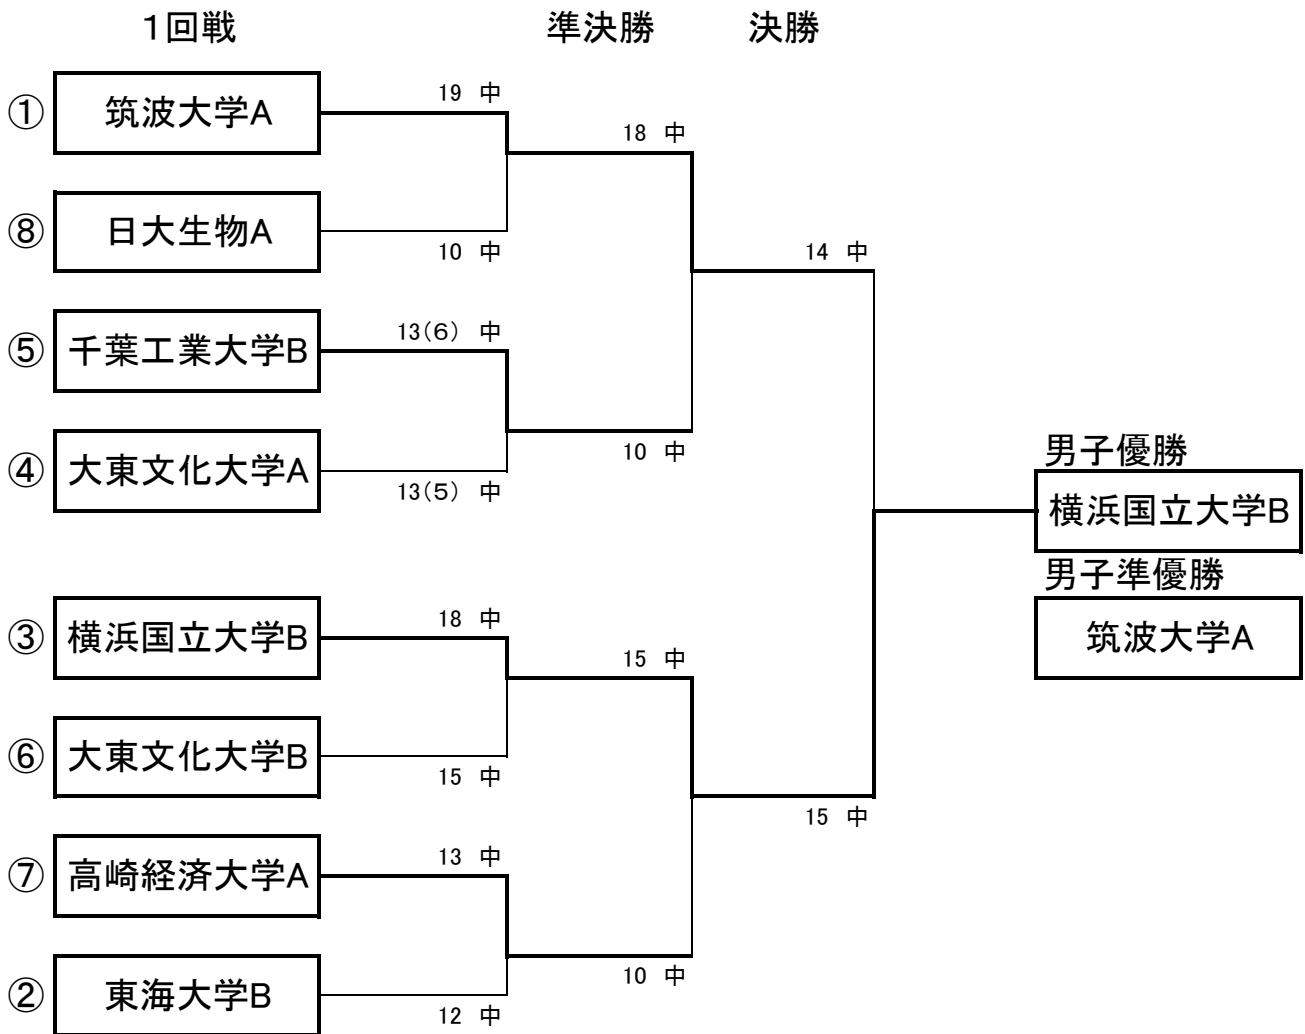 1回戦 準決勝 決勝
19 中
① 筑波大学A
18 中
⑧ 日大生物A
10 中
14 中
13(6) 中
⑤ 千葉工業大学B
10 中
④ 大東文化大学A
13(5) 中
男子優勝
横浜国立大学B
男子準優勝
筑波大学A
18 中
③ 横浜国立大学B
15 中
⑥ 大東文化大学B
15 中
15 中
13 中
⑦ 高崎経済大学A
10 中
② 東海大学B
12 中